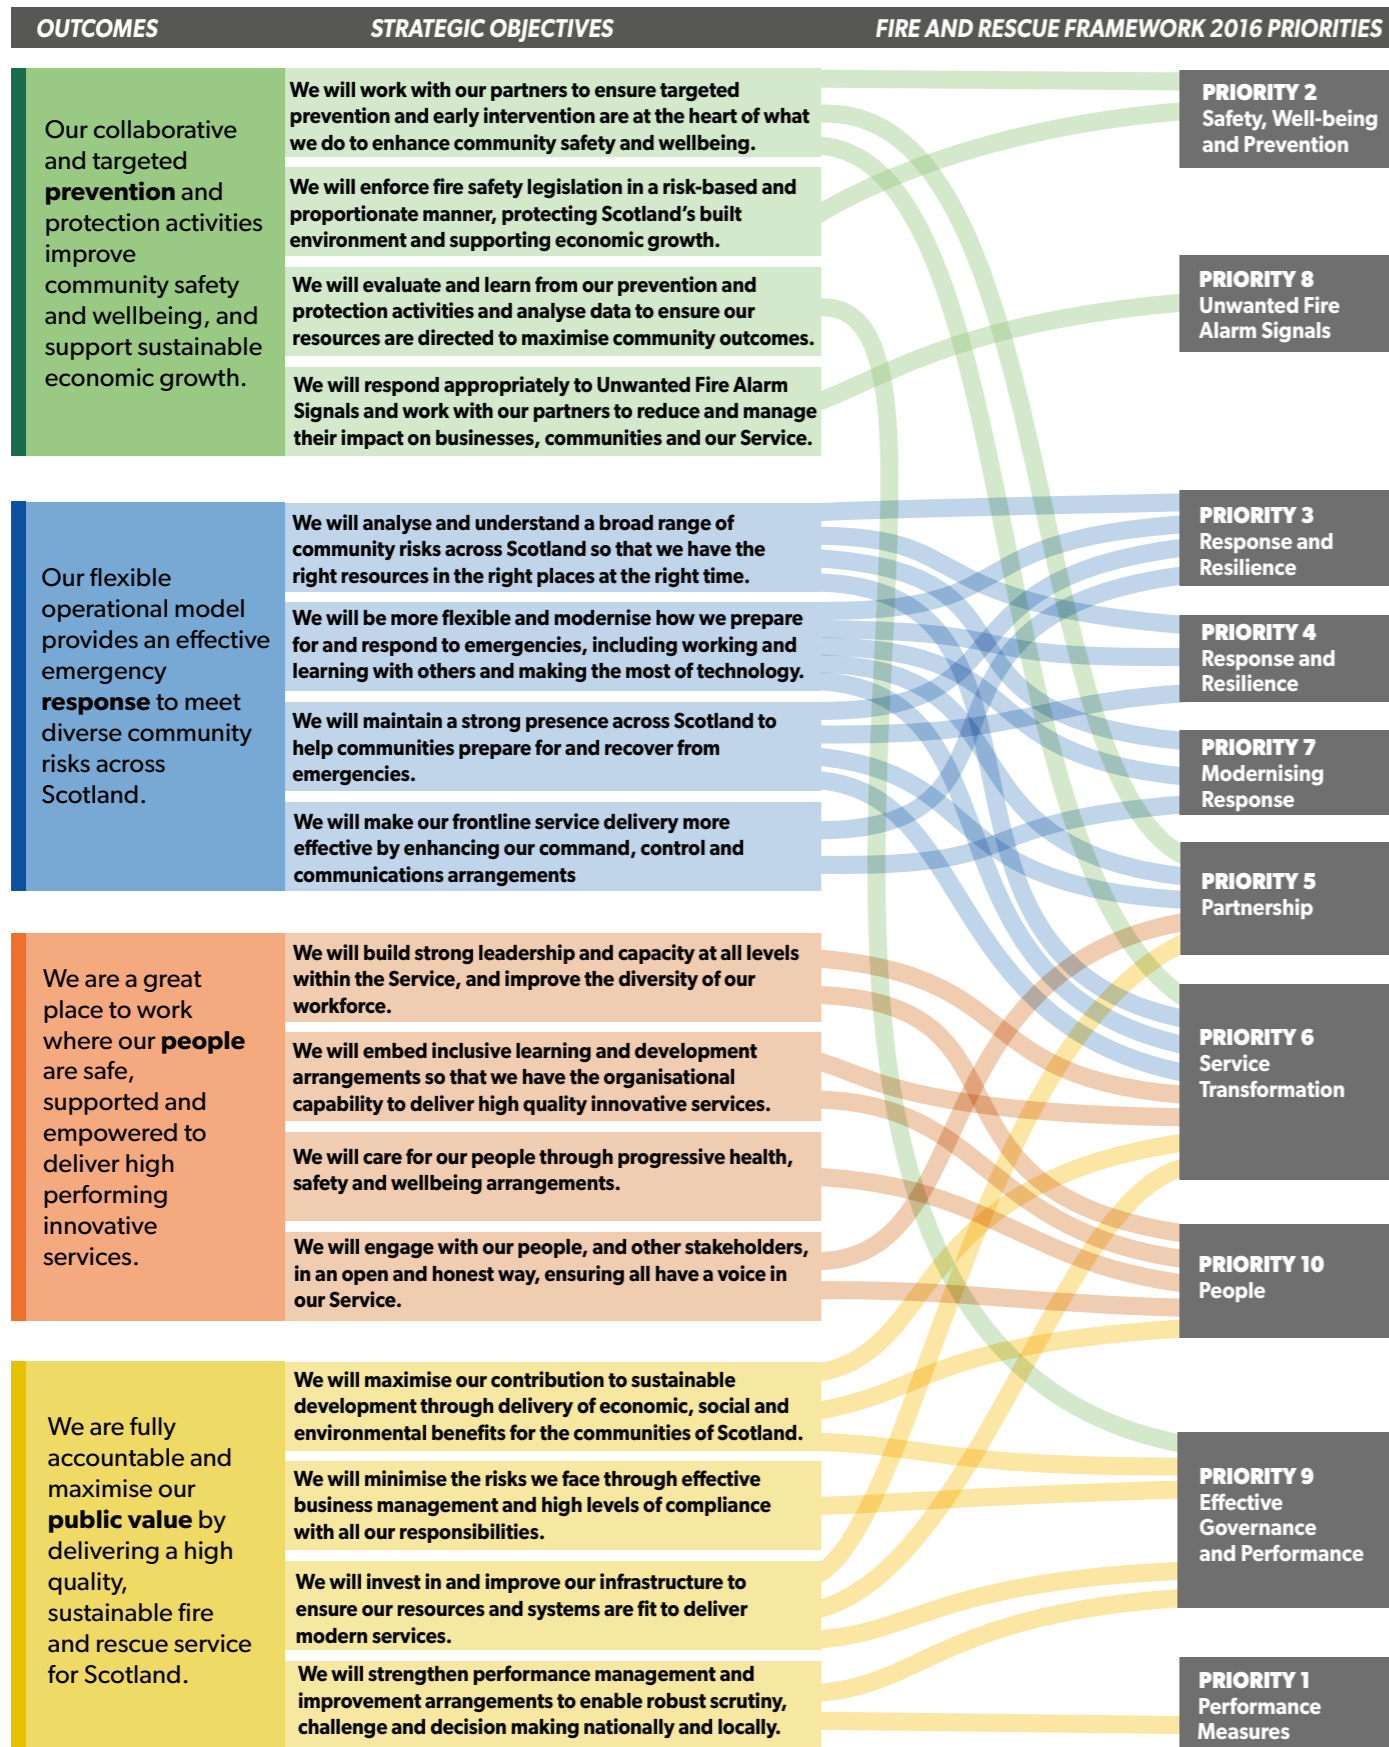 OUTCOMES
STRATEGIC OBJECTIVES
FIRE AND RESCUE FRAMEWORK 2016 PRIORITIES
Our collaborative
and targeted
prevention and
protection activities
improve
community safety
and wellbeing, and
support sustainable
economic growth.
We will work with our partners to ensure targeted
prevention and early intervention are at the heart of what
we do to enhance community safety and wellbeing.
We will enforce fire safety legislation in a risk-based and
proportionate manner, protecting Scotland's built
environment and supporting economic growth.
We will evaluate and learn from our prevention and
protection activities and analyse data to ensure our
resources are directed to maximise community outcomes.
We will respond appropriately to Unwanted Fire Alarm
Signals and work with our partners to reduce and manage
their impact on businesses, communities and our Service.
Our flexible
operational model
provides an effective
emergency
response to meet
diverse community
risks across
Scotland.
We will analyse and understand a broad range of
community risks across Scotland so that we have the
right resources in the right places at the right time.
We will be more flexible and modernise how we prepare
for and respond to emergencies, including working and
learning with others and making the most of technology.
We will maintain a strong presence across Scotland to
help communities prepare for and recover from
emergencies.
We will make our frontline service delivery more
effective by enhancing our command, control and
communications arrangements
We are a great
place to work
where our people
are safe,
supported and
empowered to
deliver high
performing
innovative
services.
We will build strong leadership and capacity at all levels
within the Service, and improve the diversity of our
workforce.
We will embed inclusive learning and development
arrangements so that we have the organisational
capability to deliver high quality innovative services.
We will care for our people through progressive health,
safety and wellbeing arrangements.
We will engage with our people, and other stakeholders,
in an open and honest way, ensuring all have a voice in
our Service.
We are fully
accountable and
maximise our
public value by
delivering a high
quality,
sustainable fire
and rescue service
for Scotland.
We will maximise our contribution to sustainable
development through delivery of economic, social and
environmental benefits for the communities of Scotland.
We will minimise the risks we face through effective
business management and high levels of compliance
with all our responsibilities.
We will invest in and improve our infrastructure to
ensure our resources and systems are fit to deliver
modern services.
We will strengthen performance management and
improvement arrangements to enable robust scrutiny,
challenge and decision making nationally and locally.
PRIORITY 2
Safety, Well-being
and Prevention
PRIORITY 8
Unwanted Fire
Alarm Signals
PRIORITY 3
Response and
Resilience
PRIORITY 4
Response and
Resilience
PRIORITY 7
Modernising
Response
PRIORITY 5
Partnership
PRIORITY 6
Service
Transformation
PRIORITY 10
People
PRIORITY 9
Effective
Governance
and Performance
PRIORITY 1
Performance
Measures